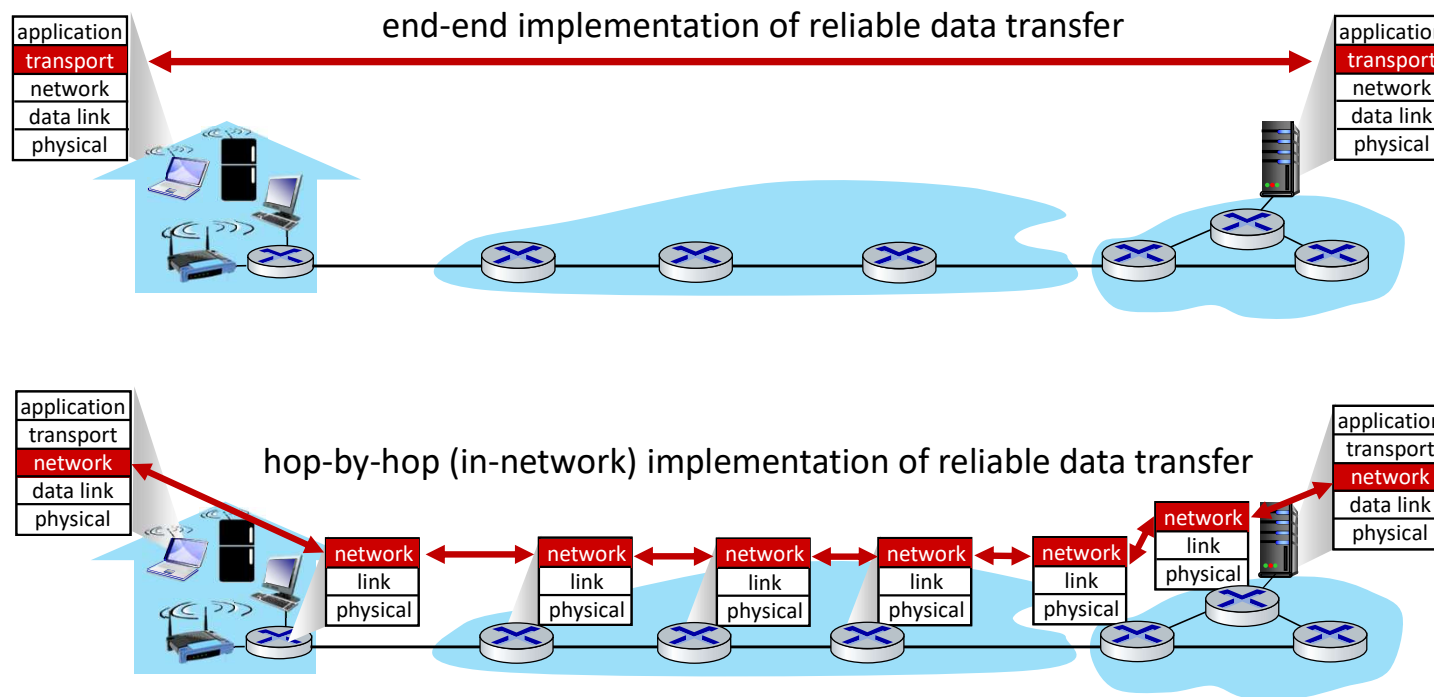 end-end implementation of reliable data transfer
application
transport
network
data link
physical
application
transport
network
data link
physical
hop-by-hop (in-network) implementation of reliable data transfer
application
transport
network
data link
physical
network
link
physical
network
link
physical
network
link
physical
network
link
physical
network
link
physical
network
link
physical
application
transport
network
data link
physical